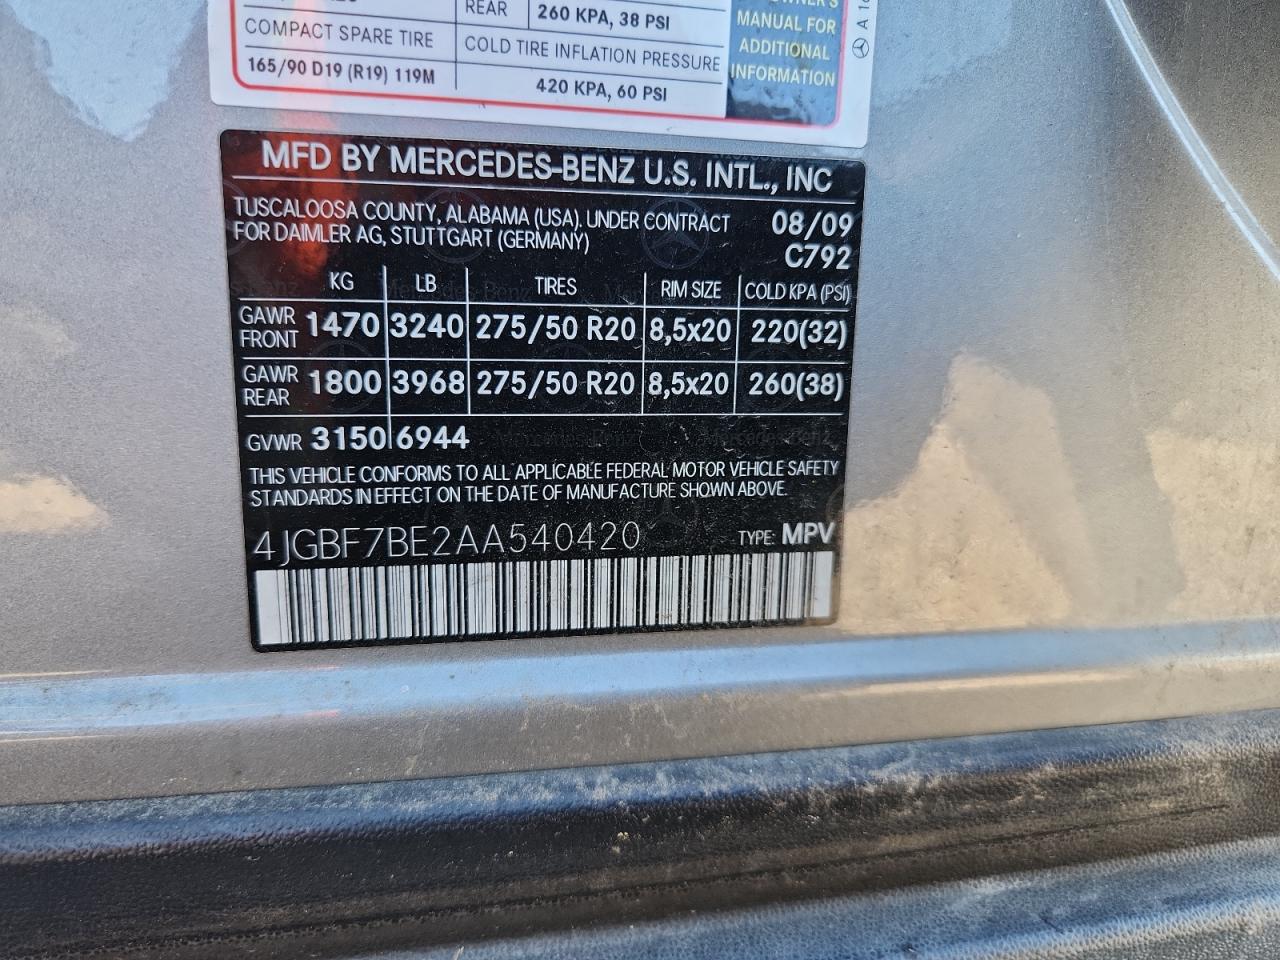 REAR 260 KPA, 38 PSI
COMPACT SPARE TIRE COLD TIRE INFLATION PRESSURE
165/90 D19 (R19) 119M 420 KPA, 60 PSI
MANUAL FOR
ADDITIONAL
INFORMATION
MFD BY MERCEDES-BENZ U.S. INTL., INC
TUSCALOOSA COUNTY, ALABAMA (USA), UNDER CONTRACT 08/09
FOR DAIMLER AG, STUTTGART (GERMANY) C792
KG LB TIRES RIM SIZE COLD KPA (PSI)
GAWR FRONT 1470 3240 275/50 R20 8,5x20 220(32)
GAWR REAR 1800 3968 275/50 R20 8,5x20 260(38)
GVWR 3150 6944
THIS VEHICLE CONFORMS TO ALL APPLICABLE FEDERAL MOTOR VEHICLE SAFETY
STANDARDS IN EFFECT ON THE DATE OF MANUFACTURE SHOWN ABOVE.
4JGBF7BE2AA540420 TYPE: MPV